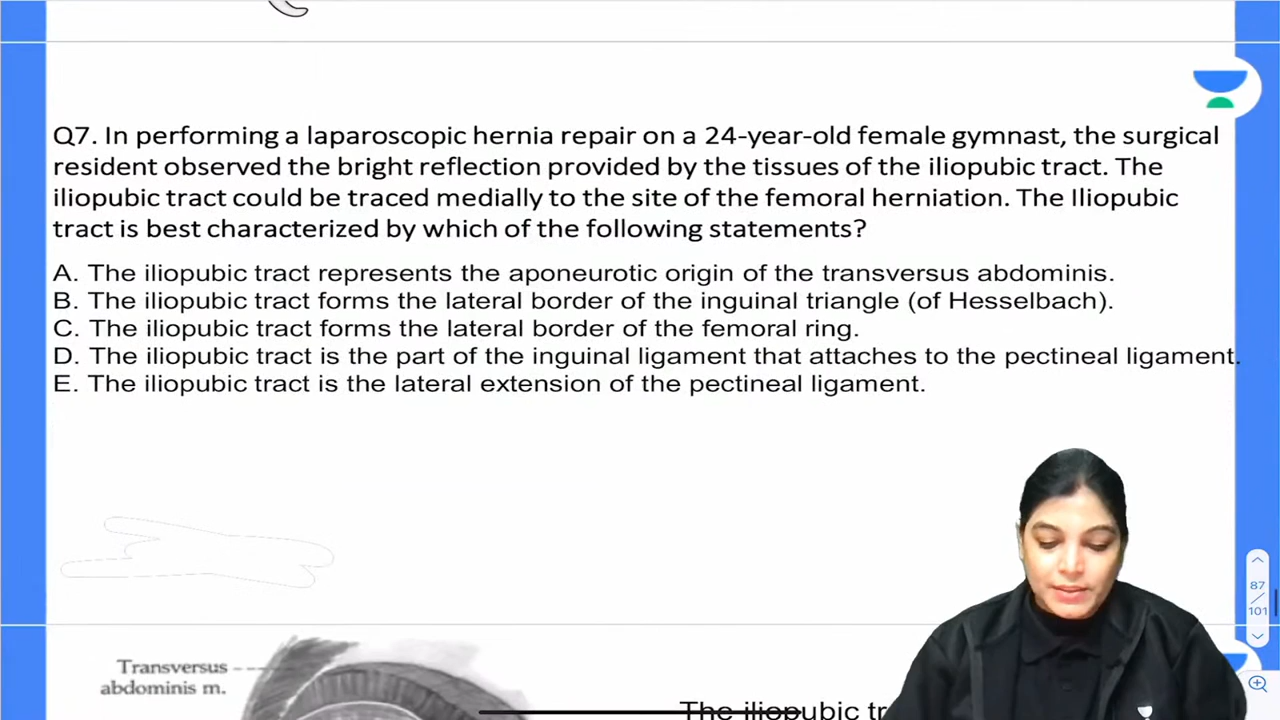 Q7. In performing a laparoscopic hernia repair on a 24-year-old female gymnast, the surgical
resident observed the bright reflection provided by the tissues of the iliopubic tract. The
iliopubic tract could be traced medially to the site of the femoral herniation. The Iliopubic
tract is best characterized by which of the following statements?
A. The iliopubic tract represents the aponeurotic origin of the transversus abdominis.
B. The iliopubic tract forms the lateral border of the inguinal triangle (of Hesselbach).
C. The iliopubic tract forms the lateral border of the femoral ring.
D. The iliopubic tract is the part of the inguinal ligament that attaches to the pectineal ligament.
E. The iliopubic tract is the lateral extension of the pectineal ligament.
87
101
Transversus
abdominis m.
The iliopubic tr